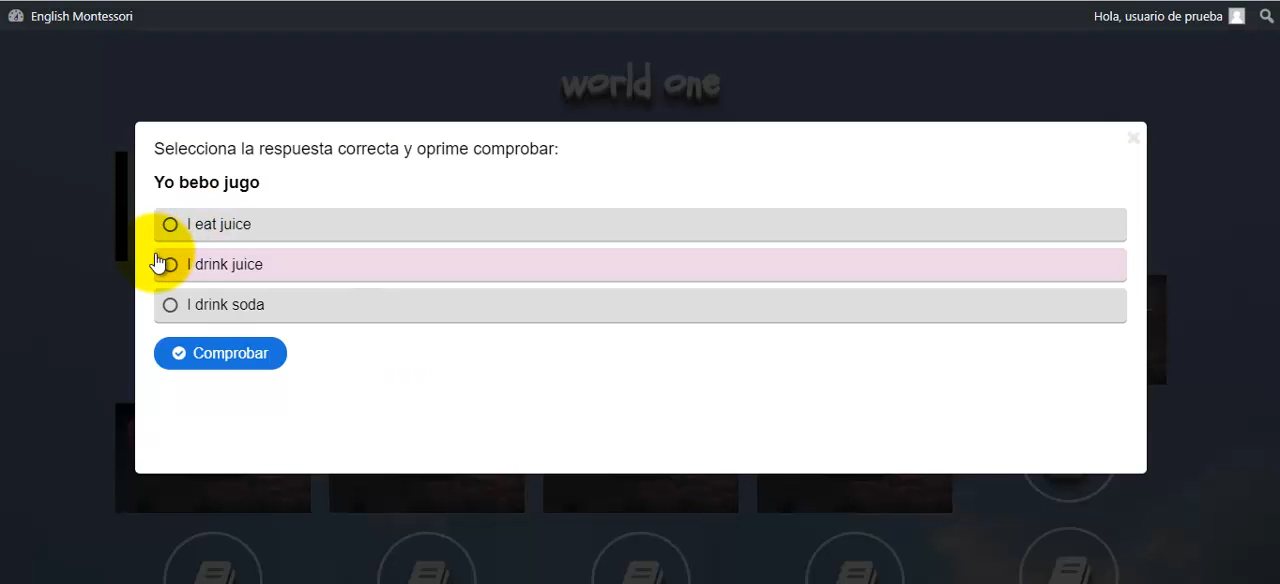 English Montessori
Hola, usuario de prueba
world one
Selecciona la respuesta correcta y oprime comprobar:
Yo bebo jugo
I eat juice
I drink juice
I drink soda
Comprobar